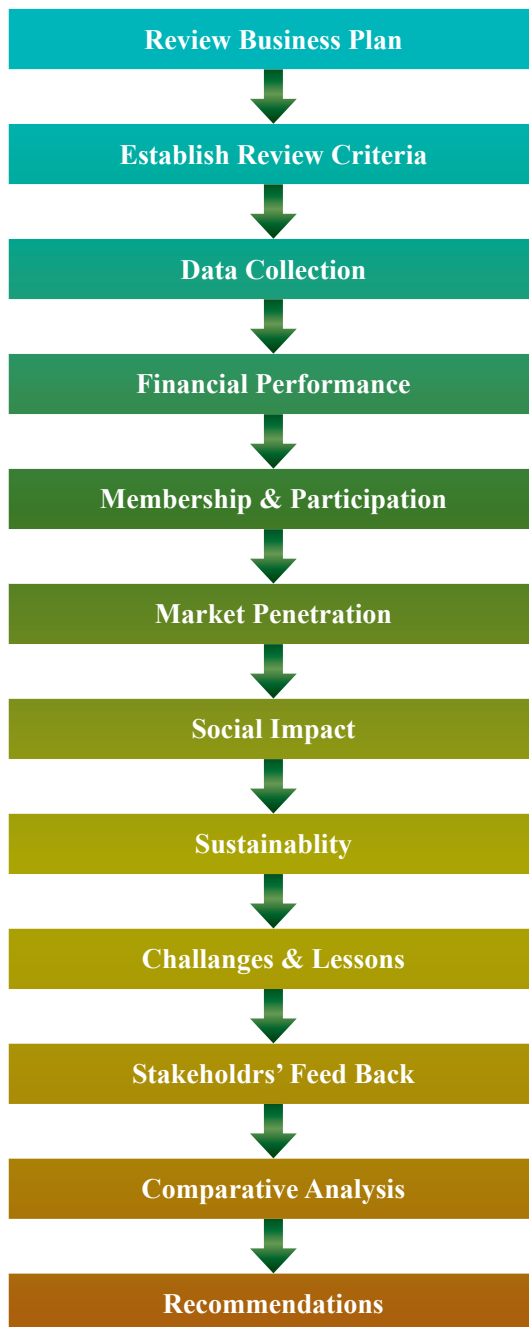 Review Business Plan
Establish Review Criteria
Data Collection
Financial Performance
Membership & Participation
Market Penetration
Social Impact
Sustainablity
Challanges & Lessons
Stakeholdrs’ Feed Back
Comparative Analysis
Recommendations